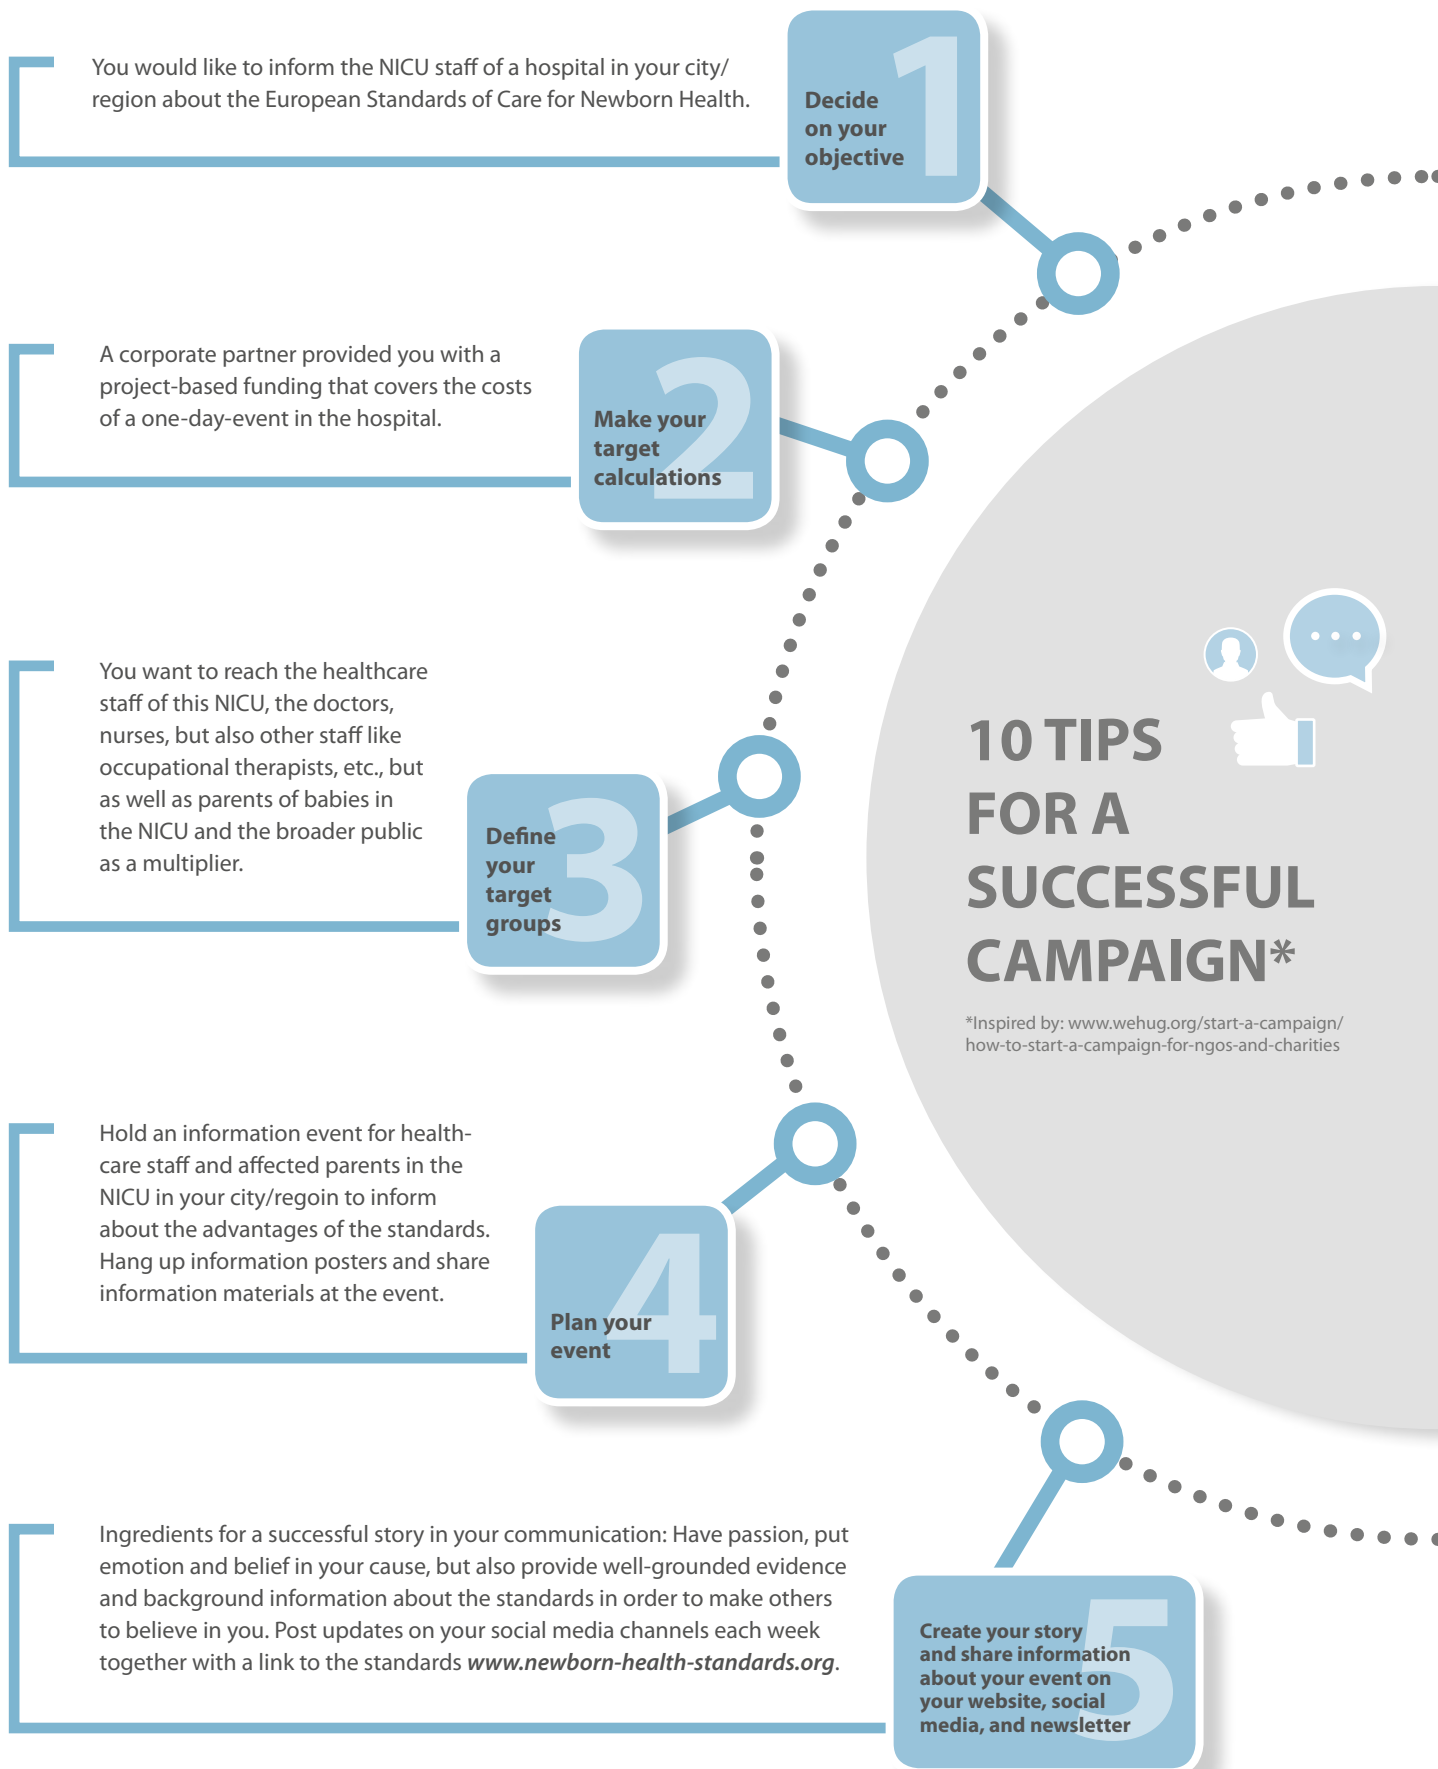 You would like to inform the NICU staff of a hospital in your city/
region about the European Standards of Care for Newborn Health.
1
Decide
on your
objective
A corporate partner provided you with a
project-based funding that covers the costs
of a one-day-event in the hospital.
2
Make your
target
calculations
You want to reach the healthcare
staff of this NICU, the doctors,
nurses, but also other staff like
occupational therapists, etc., but
as well as parents of babies in
the NICU and the broader public
as a multiplier.
3
Define
your
target
groups
10 TIPS
FOR A
SUCCESSFUL
CAMPAIGN*
*Inspired by: www.wehug.org/start-a-campaign/
how-to-start-a-campaign-for-ngos-and-charities
Hold an information event for health-
care staff and affected parents in the
NICU in your city/regoin to inform
about the advantages of the standards.
Hang up information posters and share
information materials at the event.
4
Plan your
event
Ingredients for a successful story in your communication: Have passion, put
emotion and belief in your cause, but also provide well-grounded evidence
and background information about the standards in order to make others
to believe in you. Post updates on your social media channels each week
together with a link to the standards www.newborn-health-standards.org.
5
Create your story
and share information
about your event on
your website, social
media, and newsletter